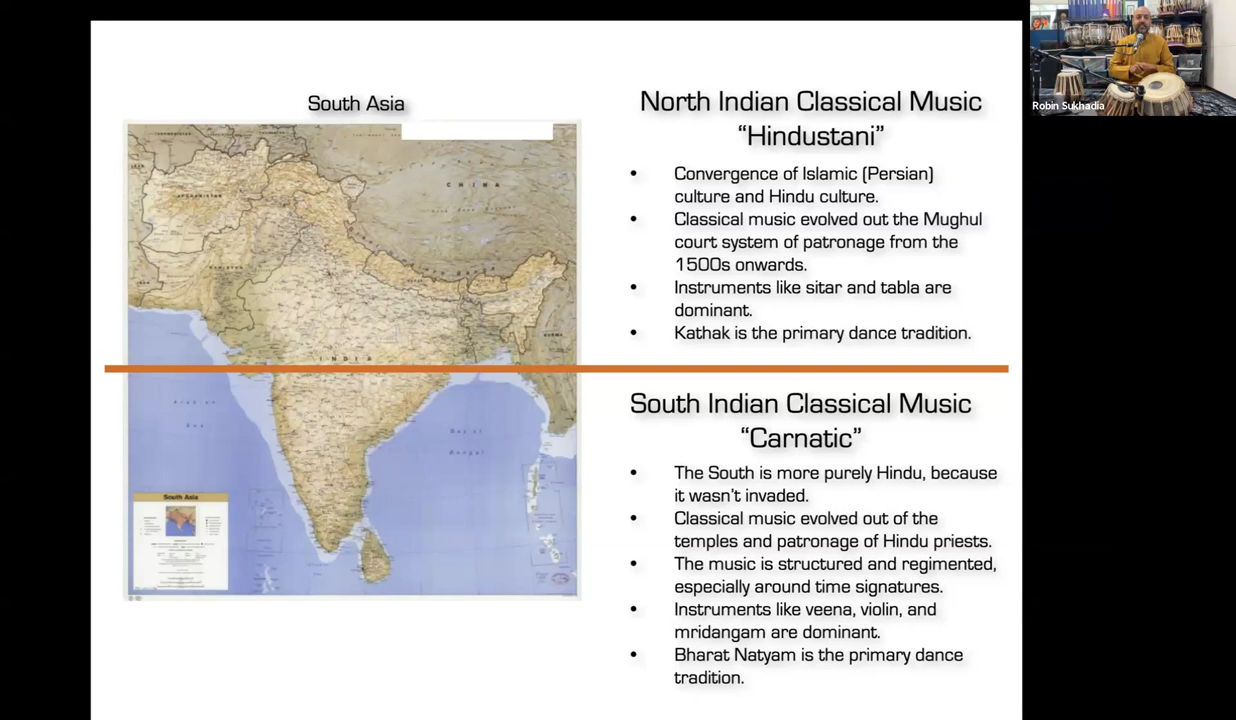 South Asia
CHINA
INDIA
Arabian
Sea
Bay of
Bengal
South Asia
North Indian Classical Music
“Hindustani”
• Convergence of Islamic (Persian)
culture and Hindu culture.
• Classical music evolved out the Mughul
court system of patronage from the
1500s onwards.
• Instruments like sitar and tabla are
dominant.
• Kathak is the primary dance tradition.
South Indian Classical Music
“Carnatic”
• The South is more purely Hindu, because
it wasn’t invaded.
• Classical music evolved out of the
temples and patronage of Hindu priests.
• The music is structured and regimented,
especially around time signatures.
• Instruments like veena, violin, and
mridangam are dominant.
• Bharat Natyam is the primary dance
tradition.
Robin Sukhadia